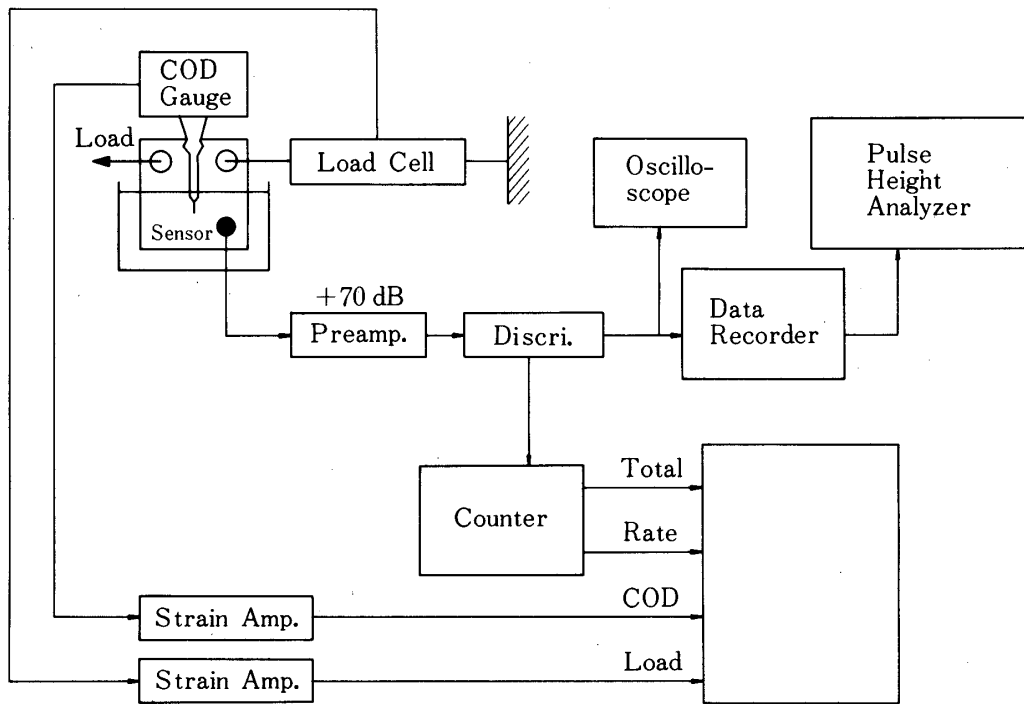 COD
Gauge
Load
Load Cell
Sensor
Oscillo-
scope
Pulse
Height
Analyzer
+70 dB
Preamp.
Discri.
Data
Recorder
Counter
Total
Rate
COD
Load
Strain Amp.
Strain Amp.